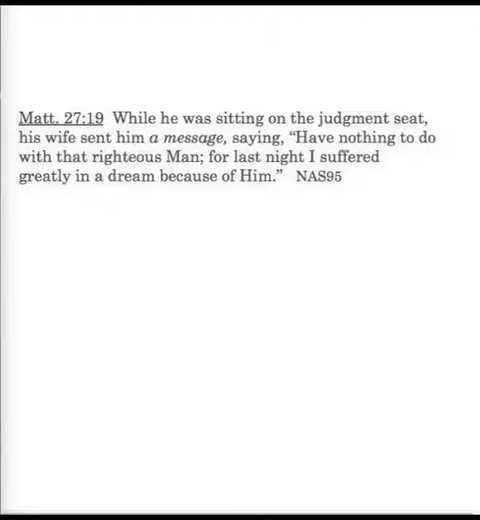 Matt. 27:19 While he was sitting on the judgment seat,
his wife sent him a message, saying, “Have nothing to do
with that righteous Man; for last night I suffered
greatly in a dream because of Him.” NAS95